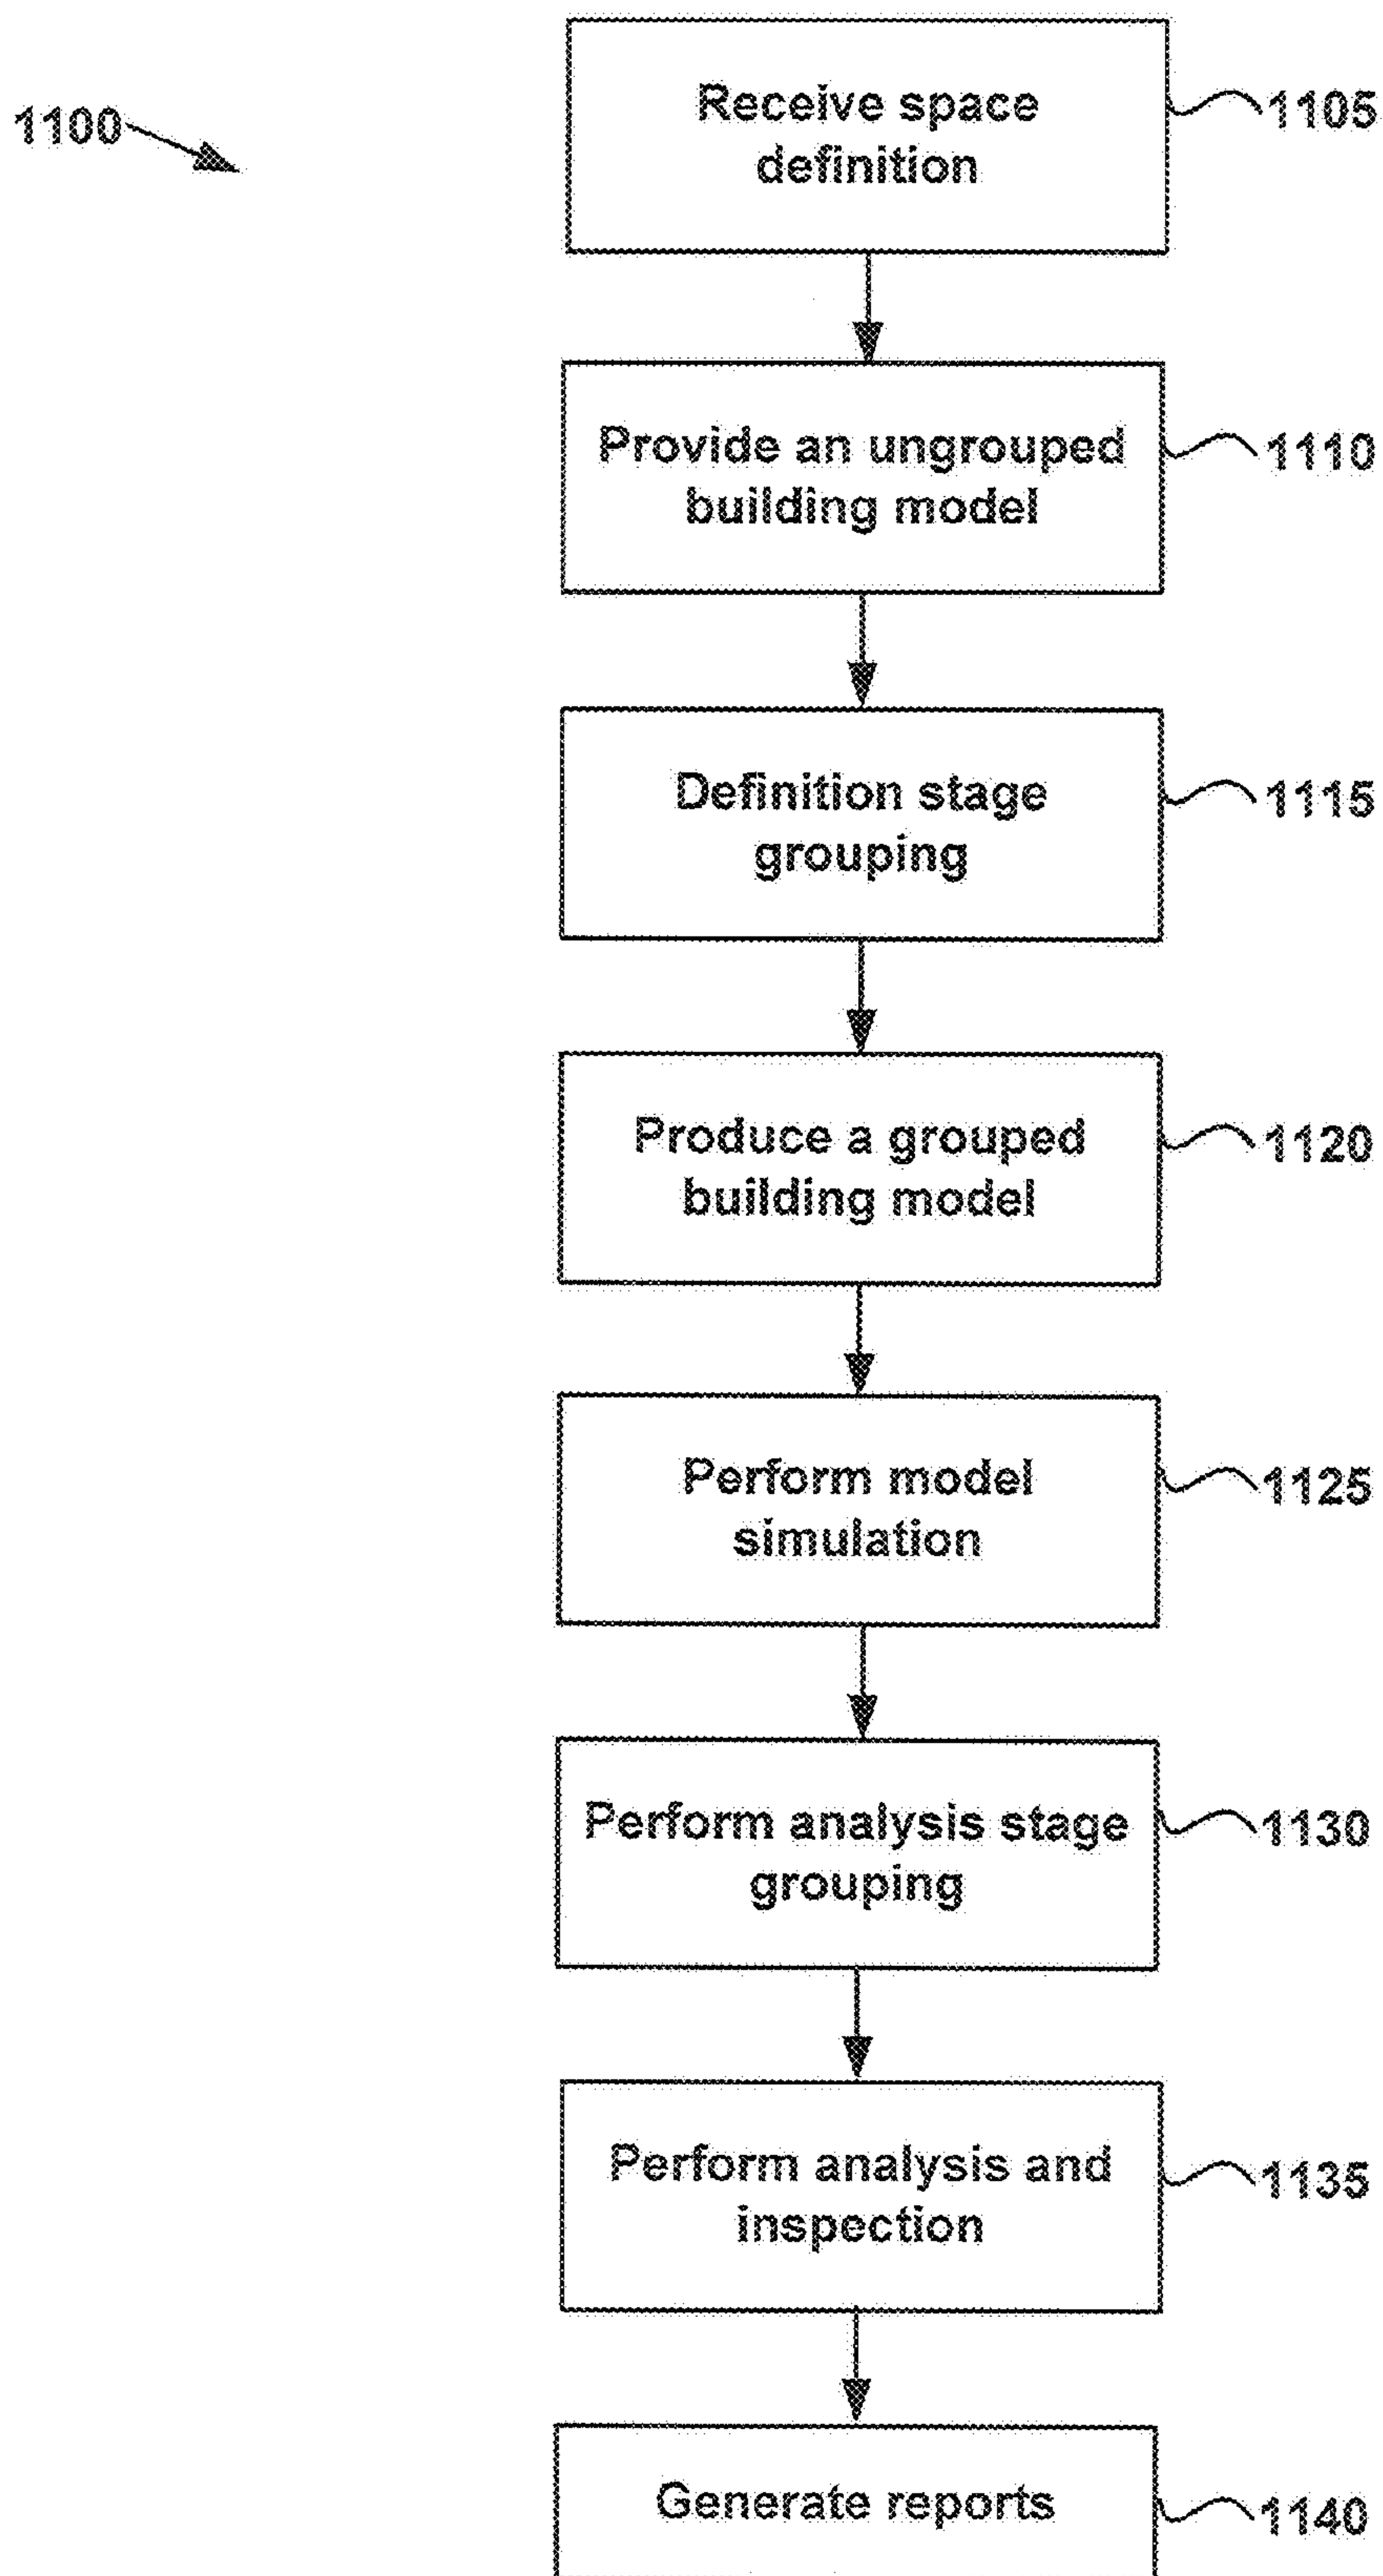 1100
Receive space
definition
1105
Provide an ungrouped
building model
1110
Definition stage
grouping
1115
Produce a grouped
building model
1120
Perform model
simulation
1125
Perform analysis stage
grouping
1130
Perform analysis and
inspection
1135
Generate reports
1140